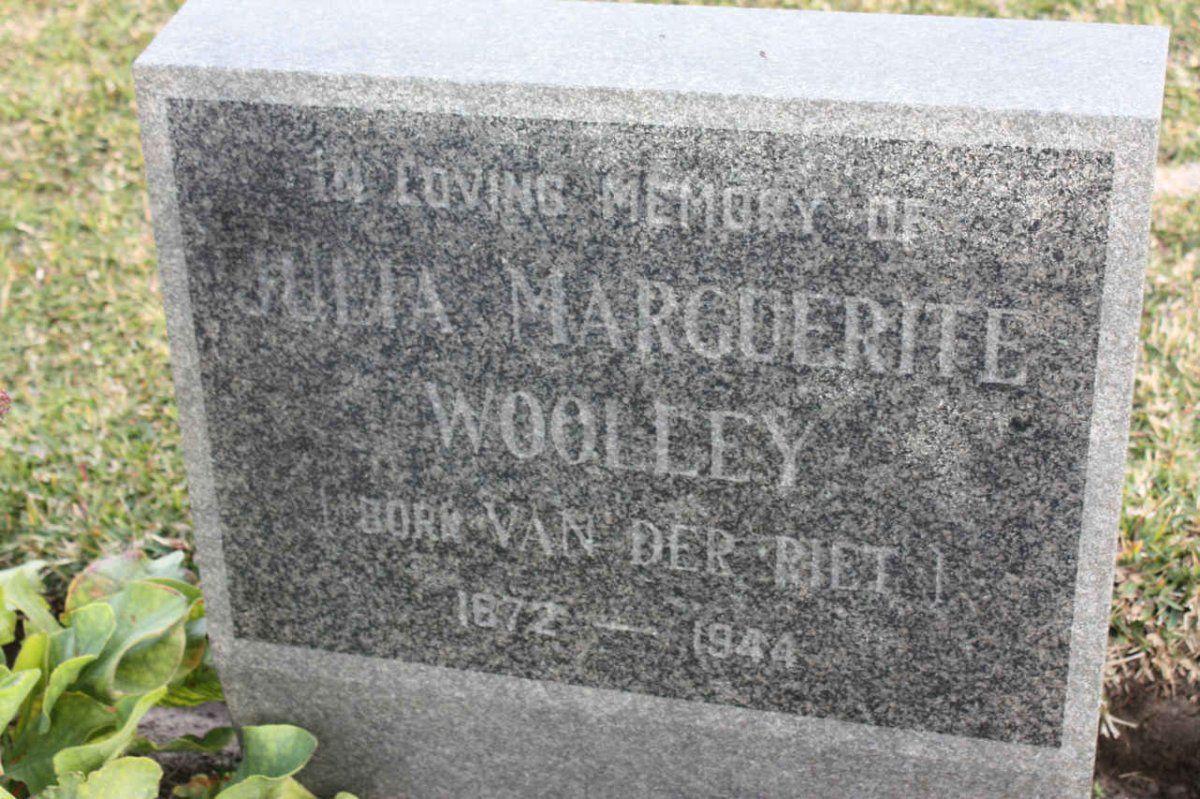 IN LOVING MEMORY OF
JULIA MARGUERITE
WOOLLEY
[ BORN VAN DER RIET ]
1872 — 1944